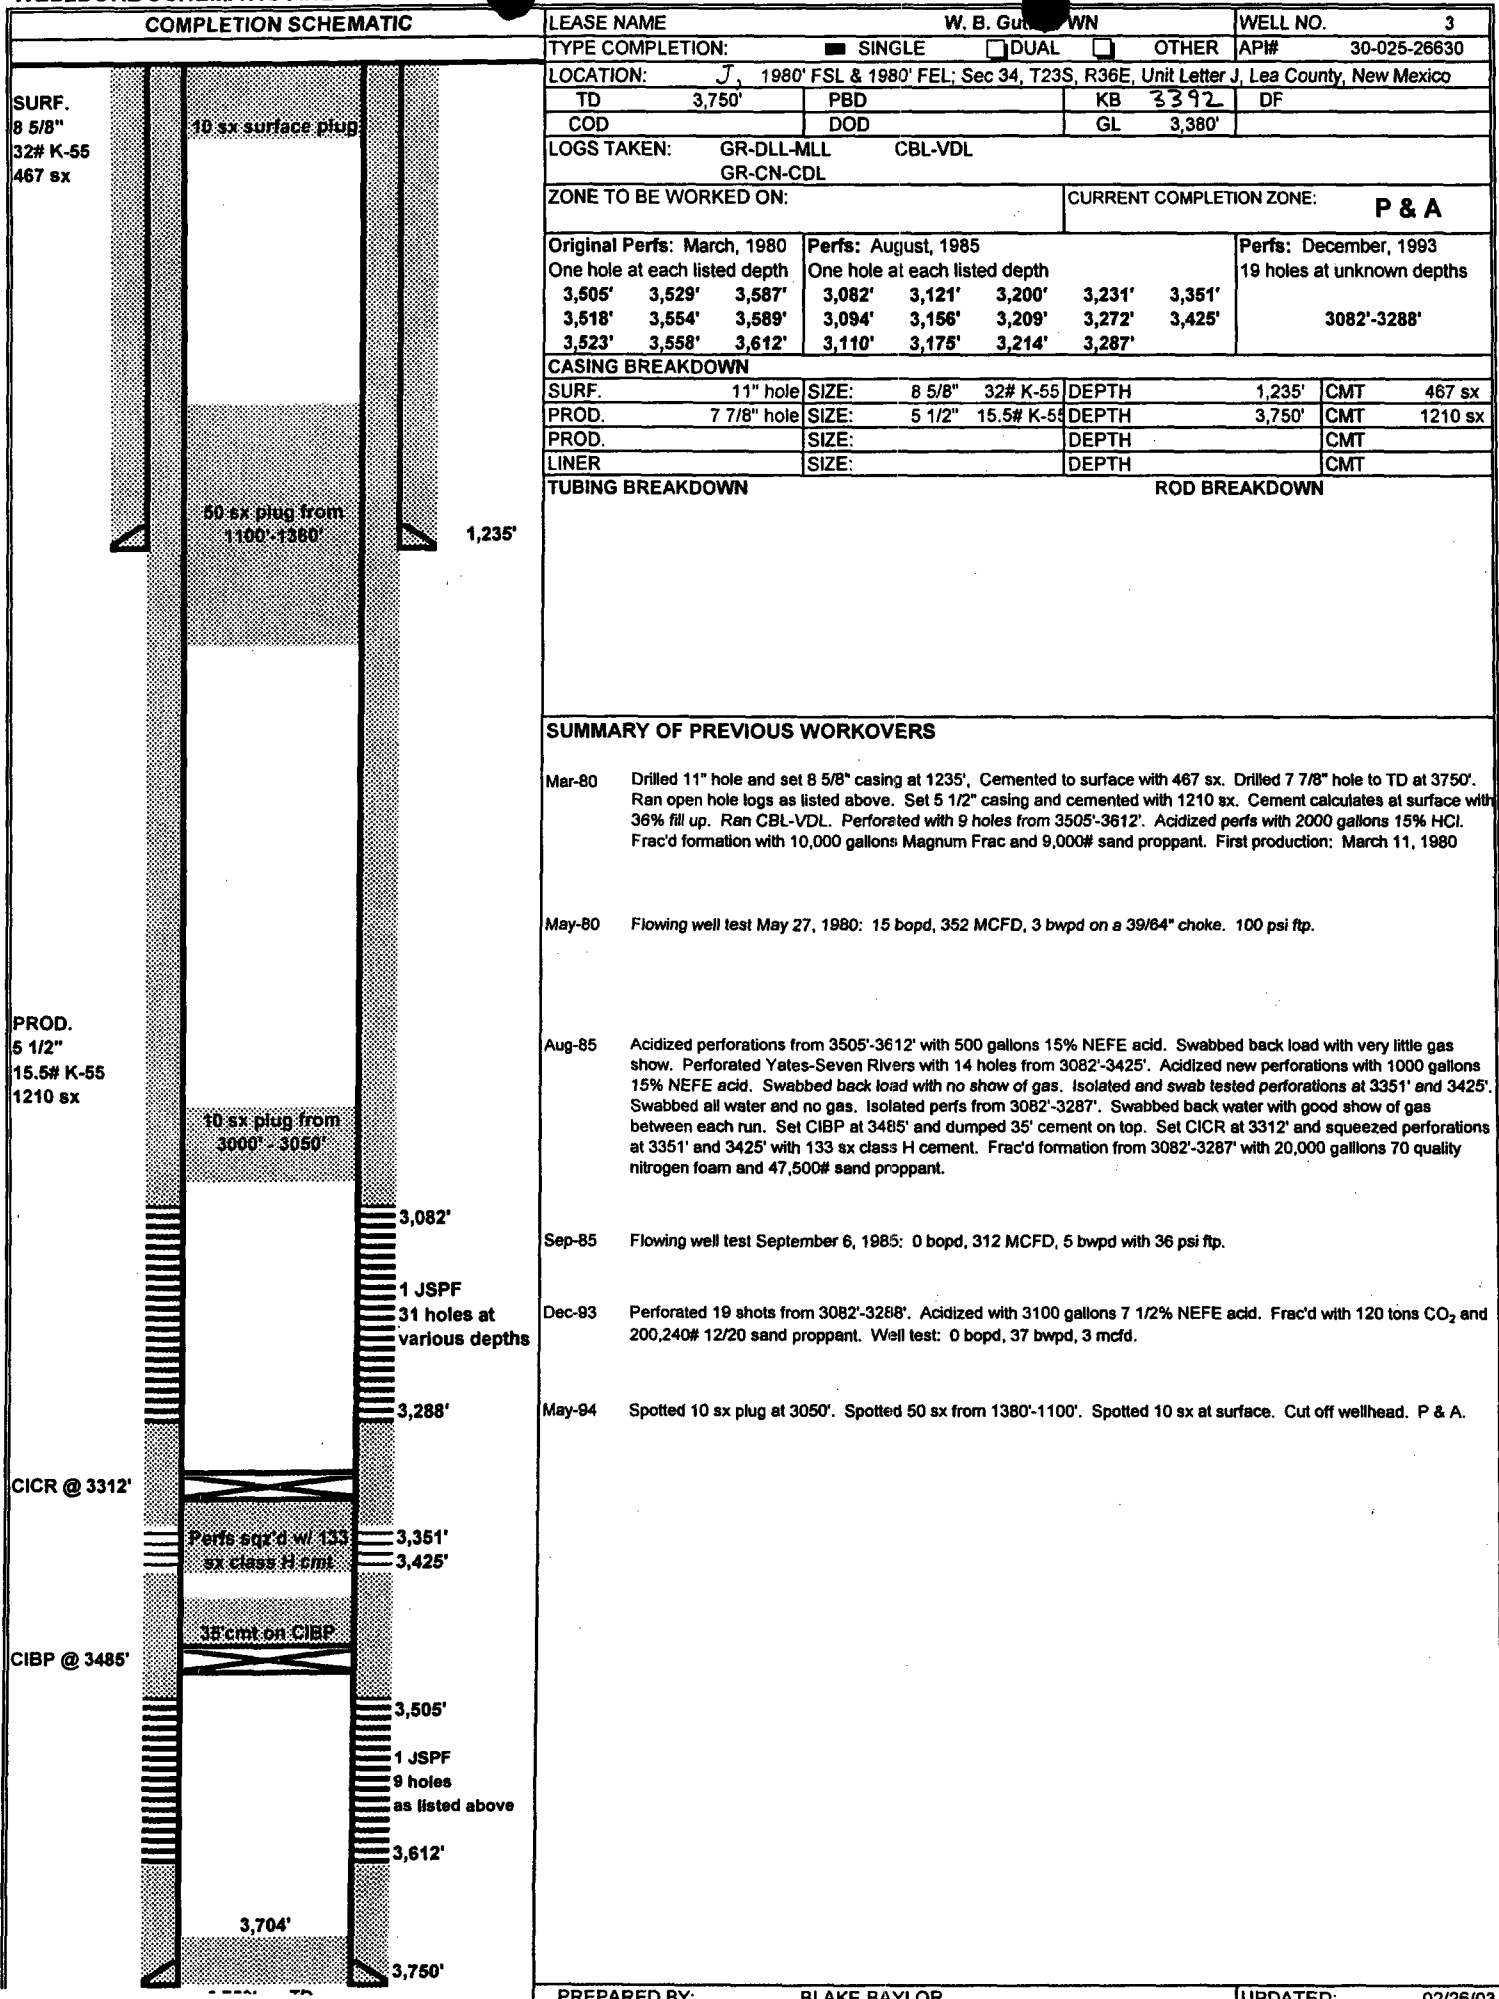 COMPLETION SCHEMATIC
LEASE NAME W. B. WN WELL NO. 3
TYPE COMPLETION: SINGLE DUAL OTHER API# 30-025-26630
LOCATION: J, 1980' FSL & 1980' FEL; Sec 34, T23S, R36E, Unit Letter J, Lea County, New Mexico
TD 3,750' PBD KB 3392 DF
COD DOD GL 3,380'
LOGS TAKEN: GR-DLL-MLL CBL-VDL
GR-CN-CDL
ZONE TO BE WORKED ON: CURRENT COMPLETION ZONE: P & A
Original Perfs: March, 1980 Perfs: August, 1985 Perfs: December, 1993
One hole at each listed depth One hole at each listed depth 19 holes at unknown depths
3,505' 3,529' 3,587' 3,082' 3,121' 3,200' 3,231' 3,351'
3,518' 3,554' 3,589' 3,094' 3,156' 3,209' 3,272' 3,425' 3082'-3288'
3,523' 3,558' 3,612' 3,110' 3,175' 3,214' 3,287'
CASING BREAKDOWN
SURF. 11" hole SIZE: 8 5/8" 32# K-55 DEPTH 1,235' CMT 467 sx
PROD. 7 7/8" hole SIZE: 5 1/2" 15.5# K-55 DEPTH 3,750' CMT 1210 sx
PROD. SIZE: DEPTH CMT
LINER SIZE: DEPTH CMT
TUBING BREAKDOWN ROD BREAKDOWN
SUMMARY OF PREVIOUS WORKOVERS
Mar-80 Drilled 11" hole and set 8 5/8" casing at 1235', Cemented to surface with 467 sx. Drilled 7 7/8" hole to TD at 3750'.
Ran open hole logs as listed above. Set 5 1/2" casing and cemented with 1210 sx. Cement calculates at surface with
36% fill up. Ran CBL-VDL. Perforated with 9 holes from 3505'-3612'. Acidized perfs with 2000 gallons 15% HCl.
Frac'd formation with 10,000 gallons Magnum Frac and 9,000# sand proppant. First production: March 11, 1980
May-80 Flowing well test May 27, 1980: 15 bopd, 352 MCFD, 3 bwpd on a 39/64" choke. 100 psi ftp.
Aug-85 Acidized perforations from 3505'-3612' with 500 gallons 15% NEFE acid. Swabbed back load with very little gas
show. Perforated Yates-Seven Rivers with 14 holes from 3082'-3425'. Acidized new perforations with 1000 gallons
15% NEFE acid. Swabbed back load with no show of gas. Isolated and swab tested perforations at 3351' and 3425'.
Swabbed all water and no gas. Isolated perfs from 3082'-3287'. Swabbed back water with good show of gas
between each run. Set CIBP at 3485' and dumped 35' cement on top. Set CICR at 3312' and squeezed perforations
at 3351' and 3425' with 133 sx class H cement. Frac'd formation from 3082'-3287' with 20,000 galllons 70 quality
nitrogen foam and 47,500# sand proppant.
Sep-85 Flowing well test September 6, 1985: 0 bopd, 312 MCFD, 5 bwpd with 36 psi ftp.
Dec-93 Perforated 19 shots from 3082'-3288'. Acidized with 3100 gallons 7 1/2% NEFE acid. Frac'd with 120 tons CO2 and
200,240# 12/20 sand proppant. Well test: 0 bopd, 37 bwpd, 3 mcfd.
May-94 Spotted 10 sx plug at 3050'. Spotted 50 sx from 1380'-1100'. Spotted 10 sx at surface. Cut off wellhead. P & A.
SURF.
8 5/8"
32# K-55
467 sx
10 sx surface plug
50 sx plug from
1100'-1380'
1,235'
PROD.
5 1/2"
15.5# K-55
1210 sx
10 sx plug from
3000' - 3050'
3,082'
1 JSPF
31 holes at
various depths
3,288'
CICR @ 3312'
Perfs sqz'd w/ 133
sx class H cmt
3,351'
3,425'
35'cmt on CIBP
CIBP @ 3485'
3,505'
1 JSPF
9 holes
as listed above
3,612'
3,704'
3,750'
PREPARED BY: BLAKE BAYLOR UPDATED: 02/26/03